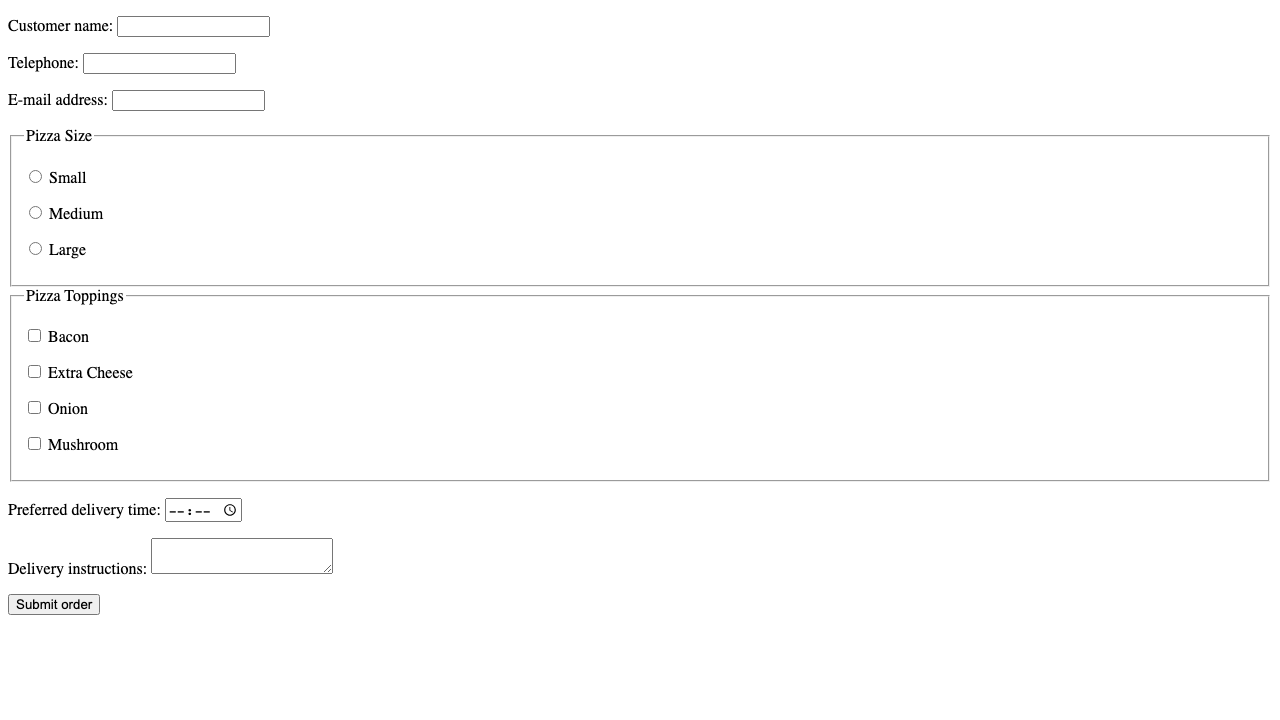 Customer name:
Telephone:
E-mail address:
Pizza Size
Small
Medium
Large
Pizza Toppings
Bacon
Extra Cheese
Onion
Mushroom
Preferred delivery time: --:--
Delivery instructions:
Submit order